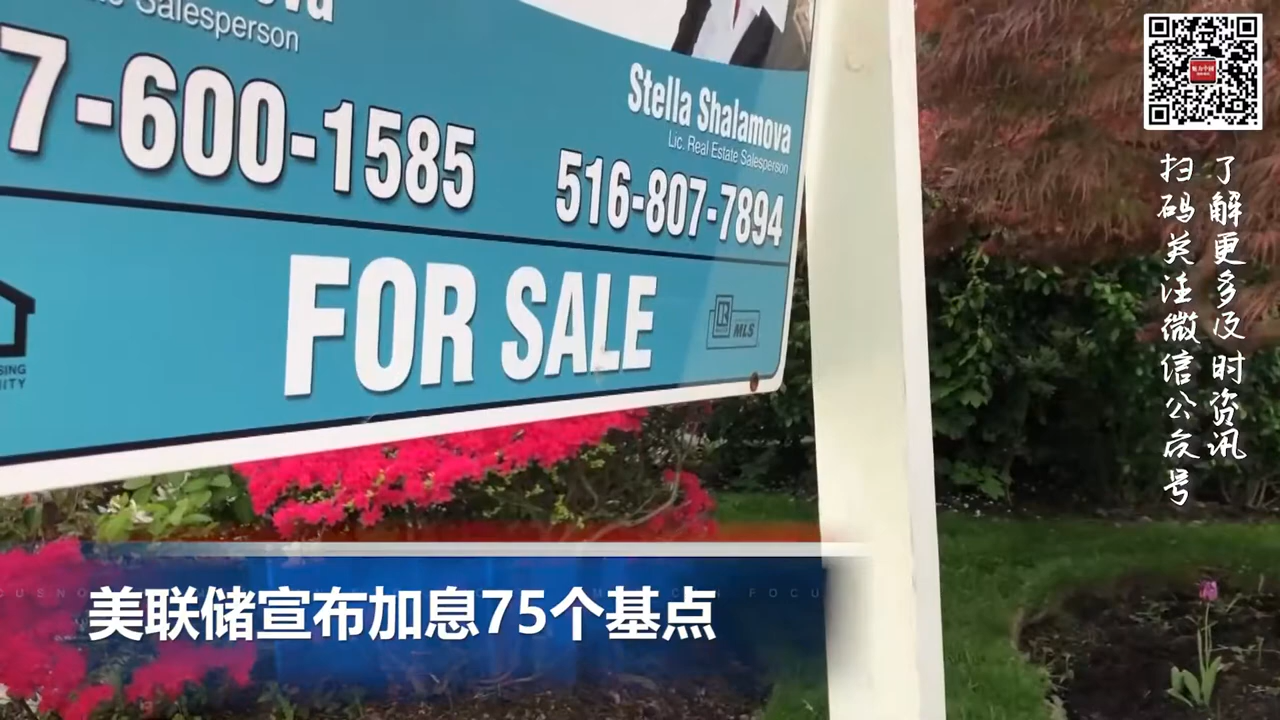 Salesperson
7-600-1585
Stella Shalamova
Lic. Real Estate Salesperson
516-807-7894
FOR SALE
MLS
了解更多及时资讯
扫码关注微信公众号
美联储宣布加息75个基点